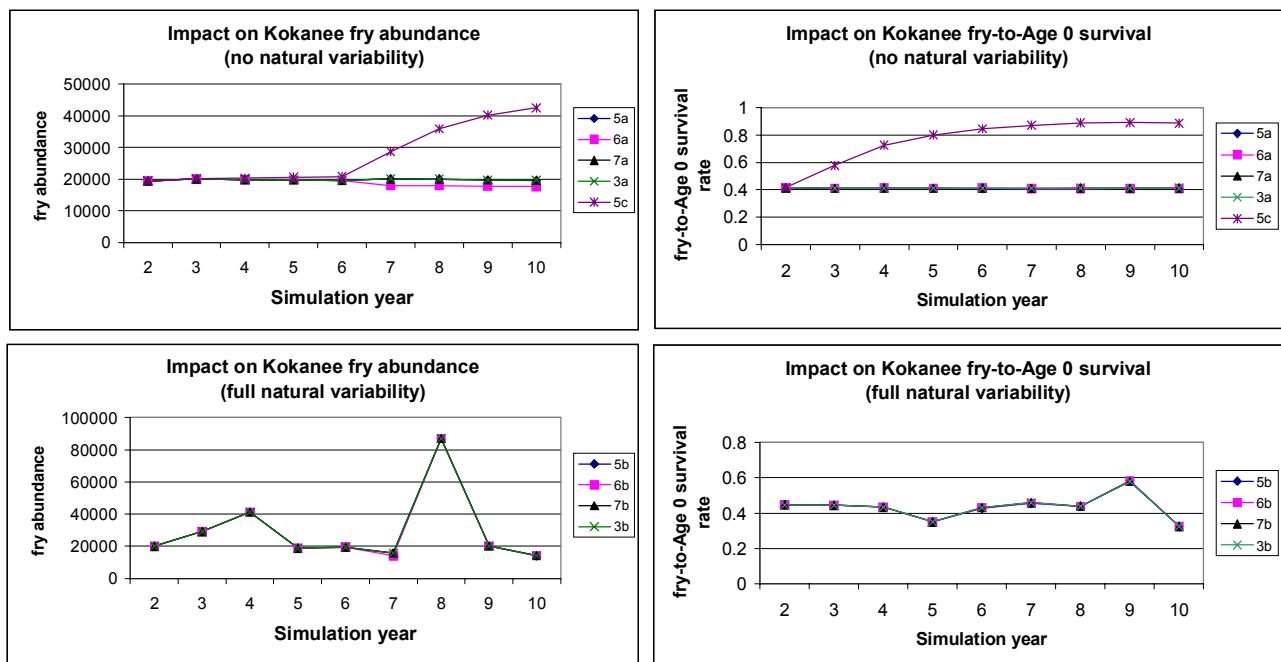 Impact on Kokanee fry abundance
(no natural variability)
fry abundance
50000
40000
30000
20000
10000
0
2 3 4 5 6 7 8 9 10
Simulation year
5a
6a
7a
3a
5c
Impact on Kokanee fry-to-Age 0 survival
(no natural variability)
fry-to-Age 0 survival
rate
1
0.8
0.6
0.4
0.2
0
2 3 4 5 6 7 8 9 10
Simulation year
5a
6a
7a
3a
5c
Impact on Kokanee fry abundance
(full natural variability)
fry abundance
100000
80000
60000
40000
20000
0
2 3 4 5 6 7 8 9 10
Simulation year
5b
6b
7b
3b
Impact on Kokanee fry-to-Age 0 survival
(full natural variability)
fry-to-Age 0 survival
rate
0.8
0.6
0.4
0.2
0
2 3 4 5 6 7 8 9 10
Simulation year
5b
6b
7b
3b